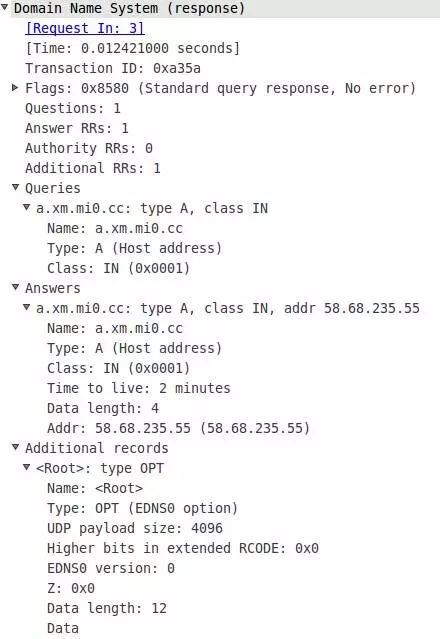 Domain Name System (response)
[Request In: 3]
[Time: 0.012421000 seconds]
Transaction ID: 0xa35a
Flags: 0x8580 (Standard query response, No error)
Questions: 1
Answer RRs: 1
Authority RRs: 0
Additional RRs: 1
Queries
a.xm.mi0.cc: type A, class IN
Name: a.xm.mi0.cc
Type: A (Host address)
Class: IN (0x0001)
Answers
a.xm.mi0.cc: type A, class IN, addr 58.68.235.55
Name: a.xm.mi0.cc
Type: A (Host address)
Class: IN (0x0001)
Time to live: 2 minutes
Data length: 4
Addr: 58.68.235.55 (58.68.235.55)
Additional records
<Root>: type OPT
Name: <Root>
Type: OPT (EDNS0 option)
UDP payload size: 4096
Higher bits in extended RCODE: 0x0
EDNS0 version: 0
Z: 0x0
Data length: 12
Data